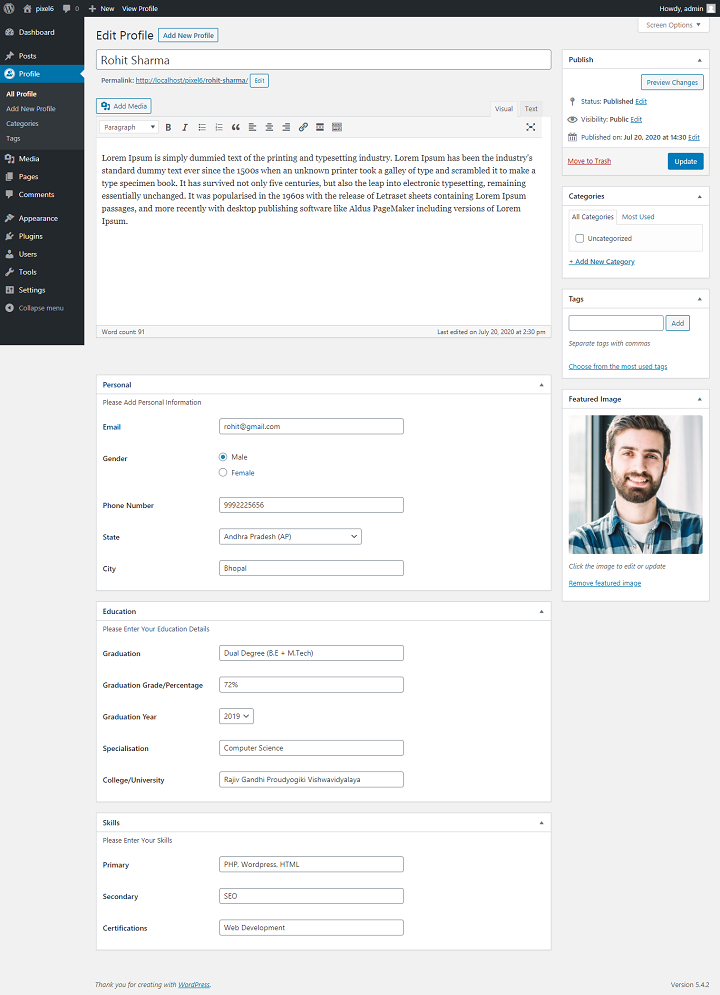 pixel6 0 New View Profile Howdy, admin
Screen Options
Dashboard
Posts
Profile
All Profile
Add New Profile
Categories
Tags
Media
Pages
Comments
Appearance
Plugins
Users
Tools
Settings
Collapse menu
Edit Profile Add New Profile
Rohit Sharma
Permalink: http://localhost/pixel6/rohit-sharma/ Edit
Add Media
Visual Text
Paragraph B I
Lorem Ipsum is simply dummied text of the printing and typesetting industry. Lorem Ipsum has been the industry's
standard dummy text ever since the 1500s when an unknown printer took a galley of type and scrambled it to make a
type specimen book. It has survived not only five centuries, but also the leap into electronic typesetting, remaining
essentially unchanged. It was popularised in the 1960s with the release of Letraset sheets containing Lorem Ipsum
passages, and more recently with desktop publishing software like Aldus PageMaker including versions of Lorem
Ipsum.
Word count: 91 Last edited on July 20, 2020 at 2:30 pm
Personal
Please Add Personal Information
Email rohit@gmail.com
Gender Male
Female
Phone Number 9992225656
State Andhra Pradesh (AP)
City Bhopal
Education
Please Enter Your Education Details
Graduation Dual Degree (B.E + M.Tech)
Graduation Grade/Percentage 72%
Graduation Year 2019
Specialisation Computer Science
College/University Rajiv Gandhi Proudyogiki Vishwavidyalaya
Skills
Please Enter Your Skills
Primary PHP, Wordpress, HTML
Secondary SEO
Certifications Web Development
Publish
Preview Changes
Status: Published Edit
Visibility: Public Edit
Published on: Jul 20, 2020 at 14:30 Edit
Move to Trash Update
Categories
All Categories Most Used
Uncategorized
+ Add New Category
Tags
Add
Separate tags with commas
Choose from the most used tags
Featured Image
Click the image to edit or update
Remove featured image
Thank you for creating with WordPress. Version 5.4.2